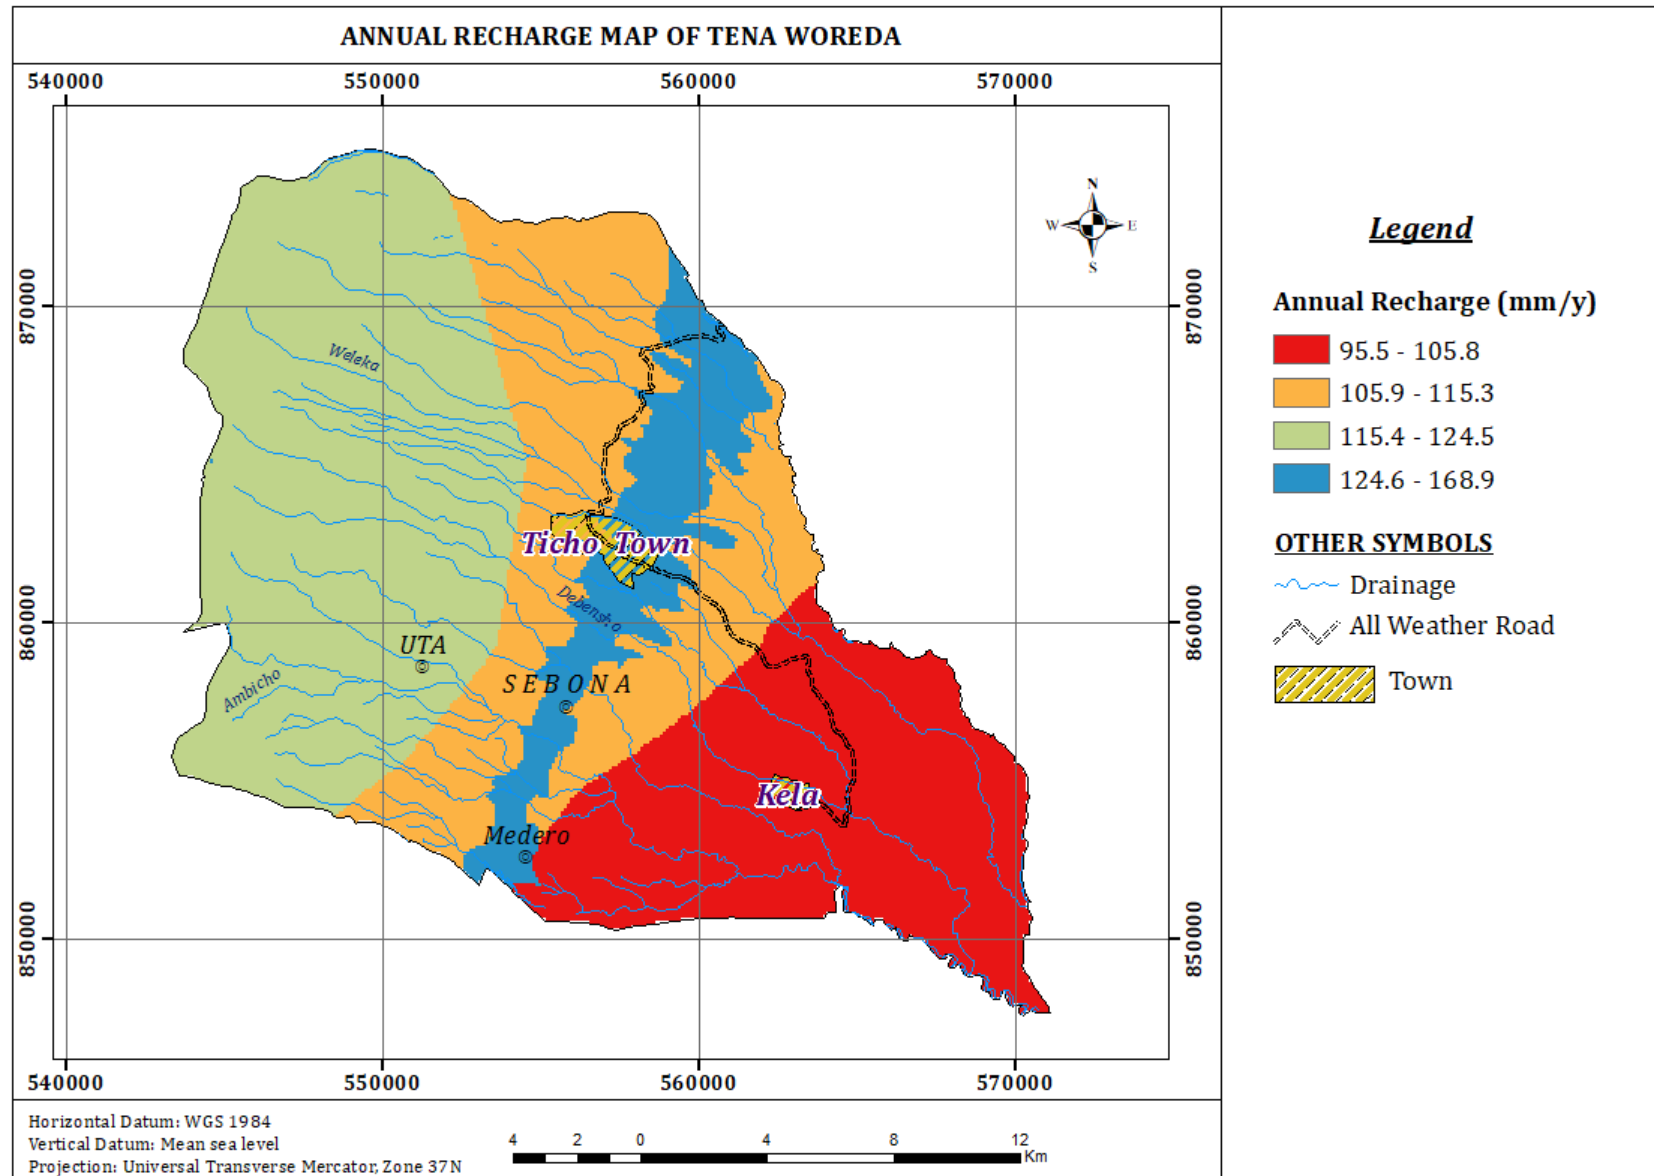 ANNUAL RECHARGE MAP OF TENA WOREDA
540000 550000 560000 570000
N
W E
S
870000 870000
Weleka
Ticho Town
Debensho
860000 860000
UTA
SEBONA
Ambicho
Kela
Medero
850000 850000
540000 550000 560000 570000
Horizontal Datum: WGS 1984
Vertical Datum: Mean sea level
Projection: Universal Transverse Mercator, Zone 37N
4 2 0 4 8 12
Km
Legend
Annual Recharge (mm/y)
95.5 - 105.8
105.9 - 115.3
115.4 - 124.5
124.6 - 168.9
OTHER SYMBOLS
Drainage
All Weather Road
Town